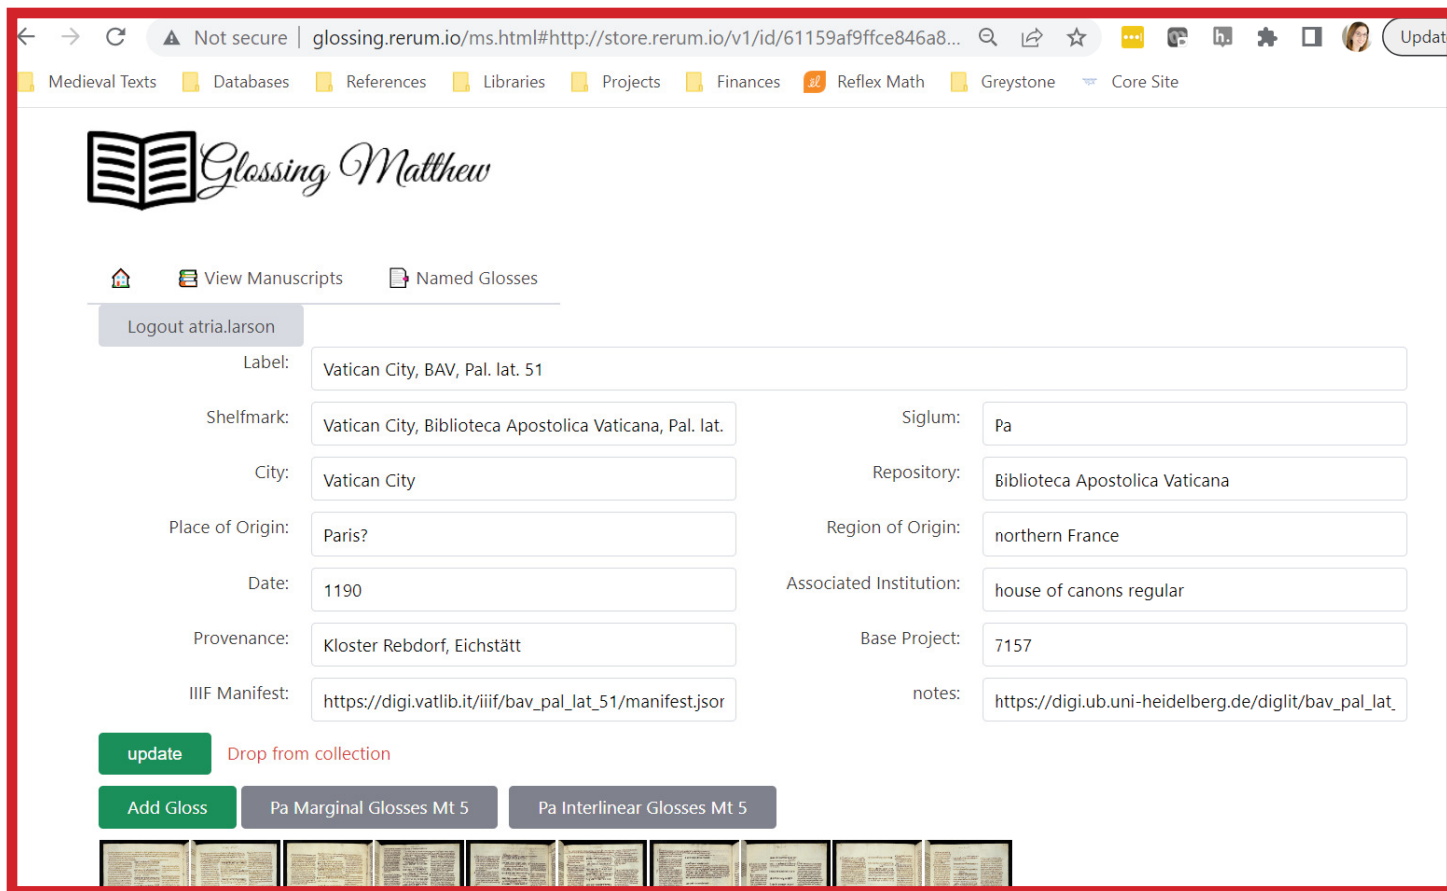 Not secure | glossing.rerum.io/ms.html#http://store.rerum.io/v1/id/61159af9ffce846a8...
Medieval Texts Databases References Libraries Projects Finances Reflex Math Greystone Core Site
Glossing Matthew
View Manuscripts Named Glosses
Logout atria.larson
Label: Vatican City, BAV, Pal. lat. 51
Shelfmark: Vatican City, Biblioteca Apostolica Vaticana, Pal. lat. Siglum: Pa
City: Vatican City Repository: Biblioteca Apostolica Vaticana
Place of Origin: Paris? Region of Origin: northern France
Date: 1190 Associated Institution: house of canons regular
Provenance: Kloster Rebdorf, Eichstätt Base Project: 7157
IIIF Manifest: https://digi.vatlib.it/iiif/bav_pal_lat_51/manifest.jsor notes: https://digi.ub.uni-heidelberg.de/diglit/bav_pal_lat_
update Drop from collection
Add Gloss Pa Marginal Glosses Mt 5 Pa Interlinear Glosses Mt 5